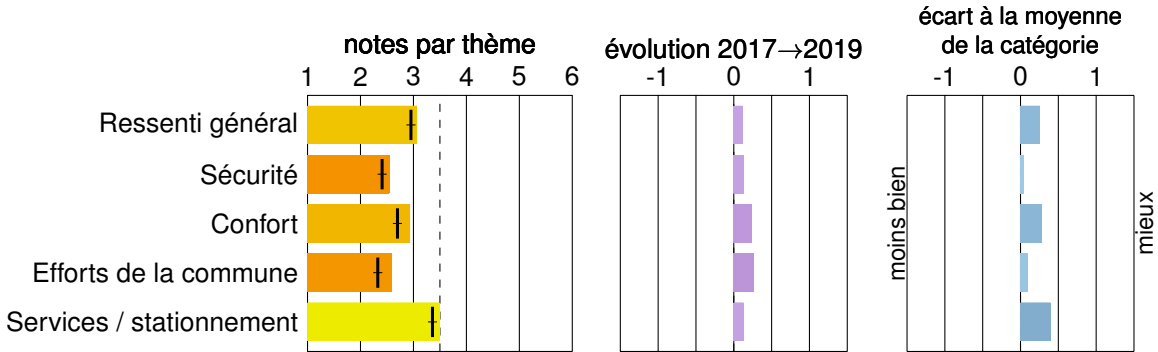 notes par thème
1 2 3 4 5 6
évolution 2017→2019
-1 0 1
écart à la moyenne
de la catégorie
-1 0 1
Ressenti général
Sécurité
Confort
Efforts de la commune
Services / stationnement
moins bien
mieux